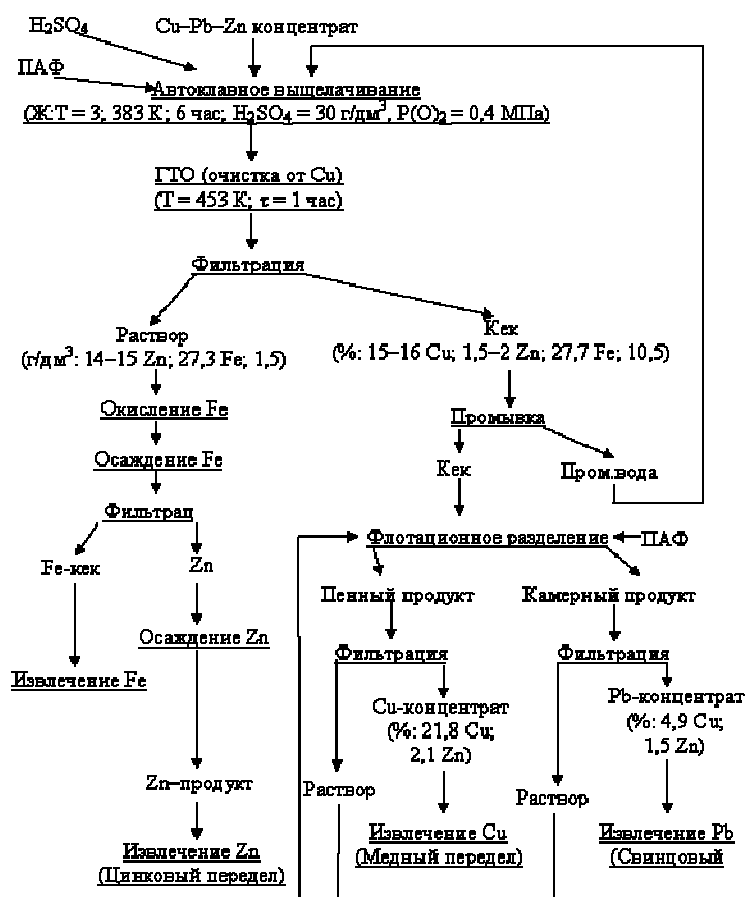 H₂SO₄
Cu–Pb–Zn концентрат
ПАФ
Автоклавное выщелачивание
(Ж:Т = 3; 383 К; 6 час; H₂SO₄ = 30 г/дм³, P(O)₂ = 0,4 МПа)
ГТО (очистка от Cu)
(Т = 453 К; τ = 1 час)
Фильтрация
Раствор
(г/дм³: 14–15 Zn; 27,3 Fe; 1,5)
Кек
(%: 15–16 Cu; 1,5–2 Zn; 27,7 Fe; 10,5)
Окисление Fe
Промывка
Осаждение Fe
Кек
Пром.вода
Фильтрац
Флотационное разделение
ПАФ
Fe-кек
Zn
Пенный продукт
Камерный продукт
Осаждение Zn
Фильтрация
Фильтрация
Извлечение Fe
Cu-концентрат
(%: 21,8 Cu;
2,1 Zn)
Pb-концентрат
(%: 4,9 Cu;
1,5 Zn)
Zn–продукт
Раствор
Раствор
Извлечение Zn
(Цинковый передел)
Извлечение Cu
(Медный передел)
Извлечение Pb
(Свинцовый